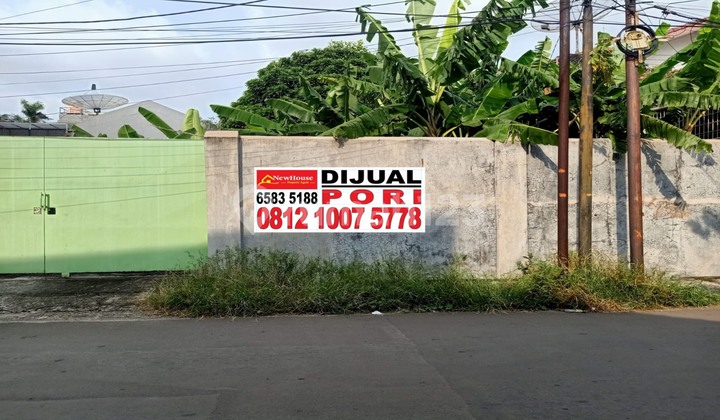 NewHouse
DIJUAL
6583 5188
PORI
0812 1007 5778